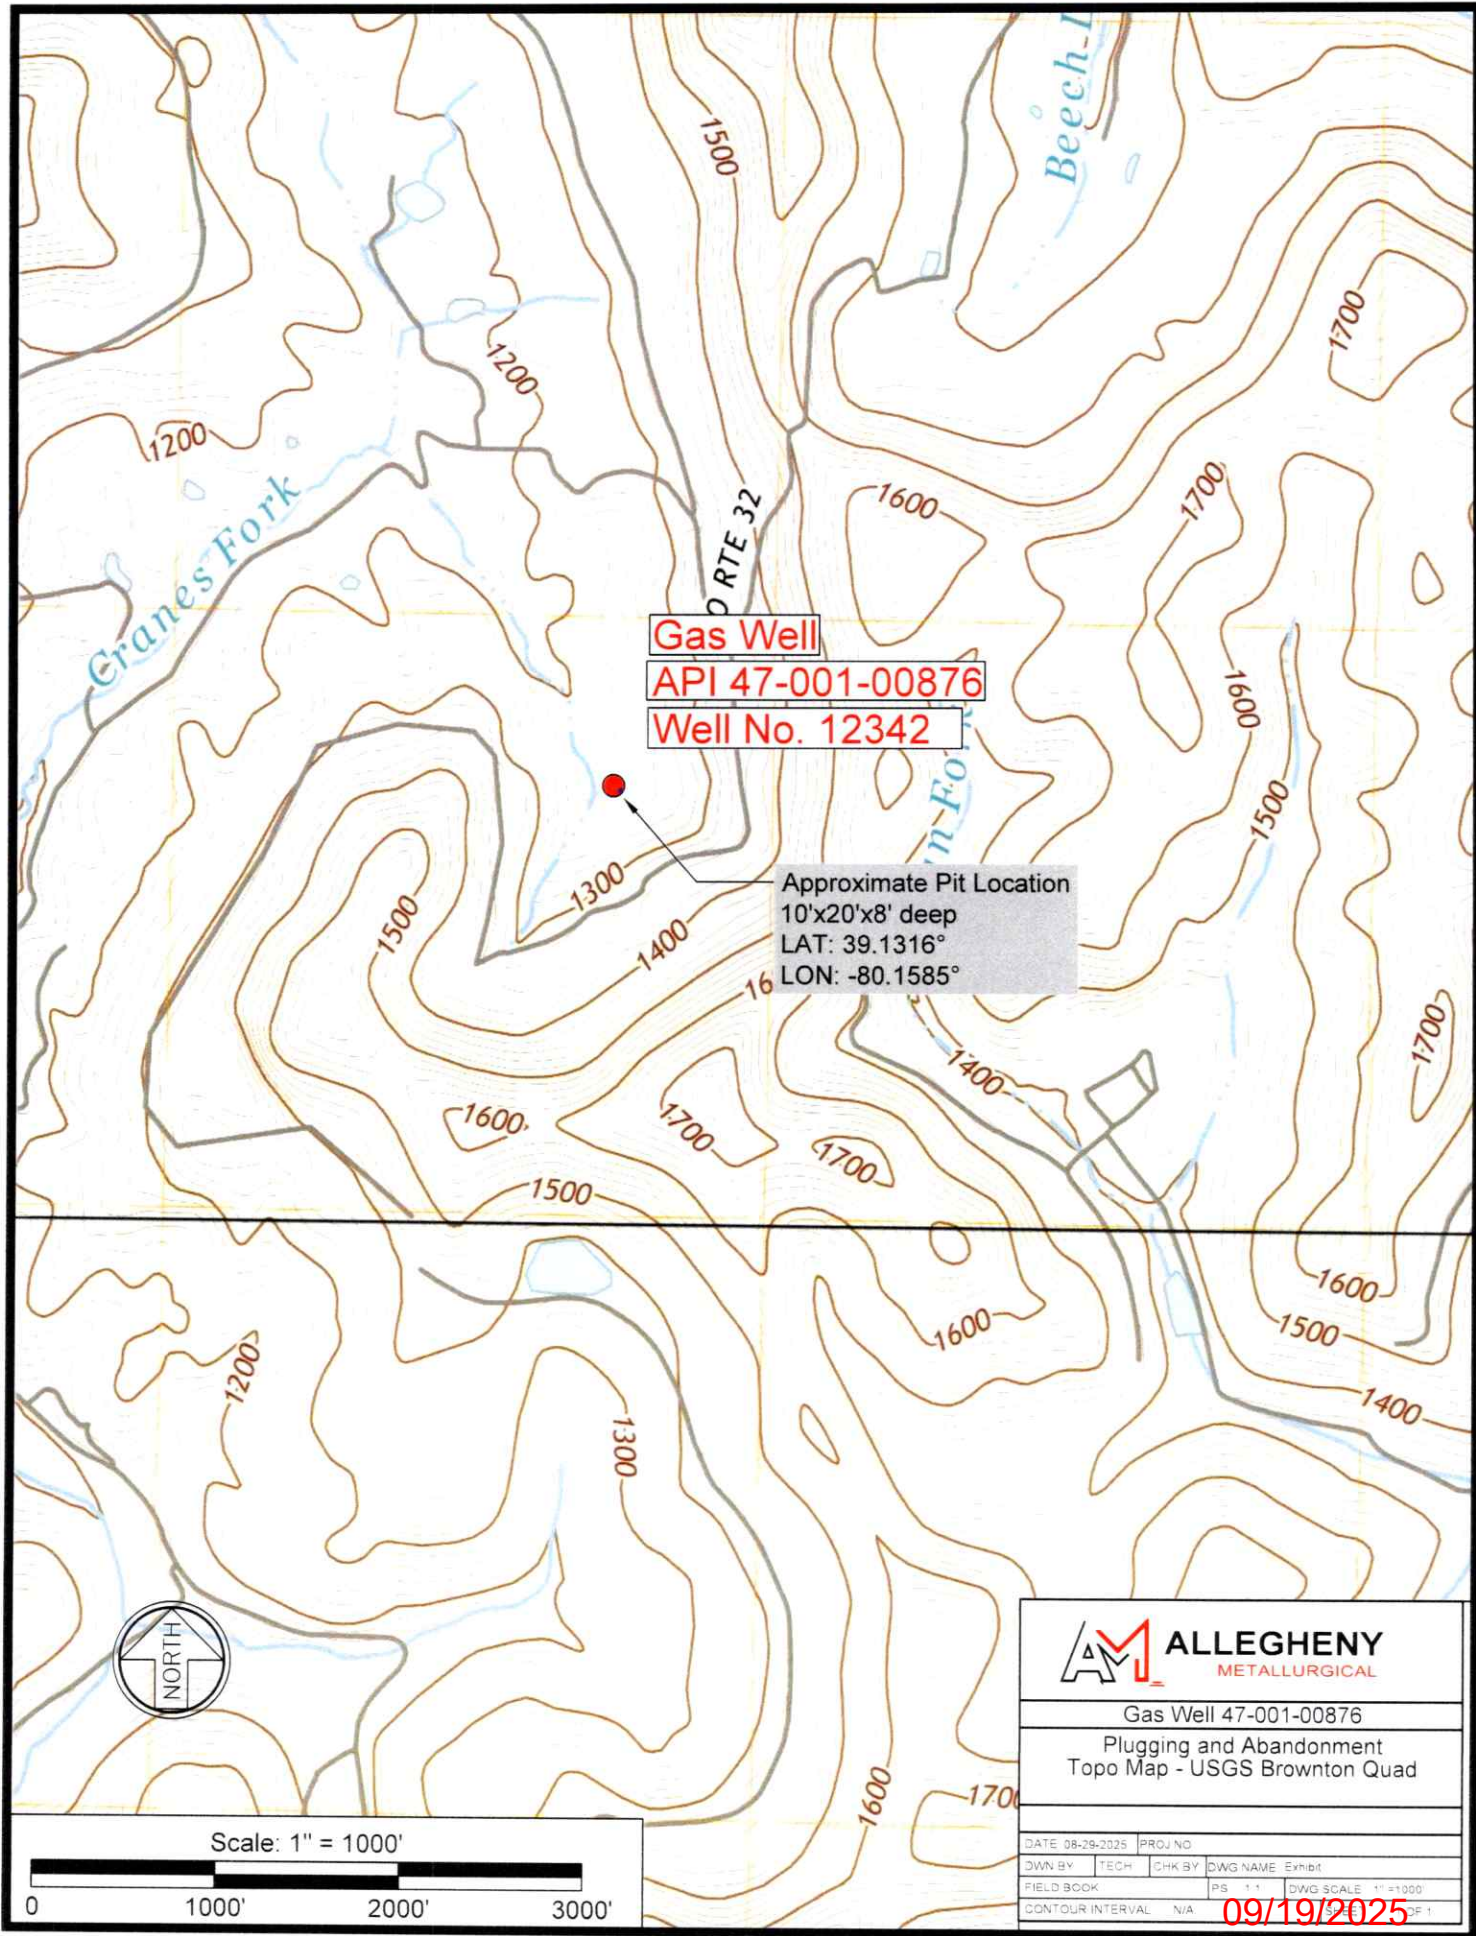 Beech
1500
1700
1200
1200
Cranes Fork
1600
1700
RTE 32
Gas Well
API 47-001-00876
Well No. 12342
1600
1500
1300
1500
1400
Approximate Pit Location
10'x20'x8' deep
LAT: 39.1316°
LON: -80.1585°
1700
1400
1600
1700
1700
1500
1600
1600
1500
1200
1400
1300
NORTH
1600
ALLEGHENY
METALLURGICAL
Gas Well 47-001-00876
Plugging and Abandonment
Topo Map - USGS Brownton Quad
Scale: 1" = 1000'
0 1000' 2000' 3000'
DATE 08-29-2025 PROJ NO
DWN BY TECH CHK BY DWG NAME Exhibit
FIELD BOOK PS 1:1 DWG SCALE 1"=1000'
CONTOUR INTERVAL N/A OF 1
09/19/2025